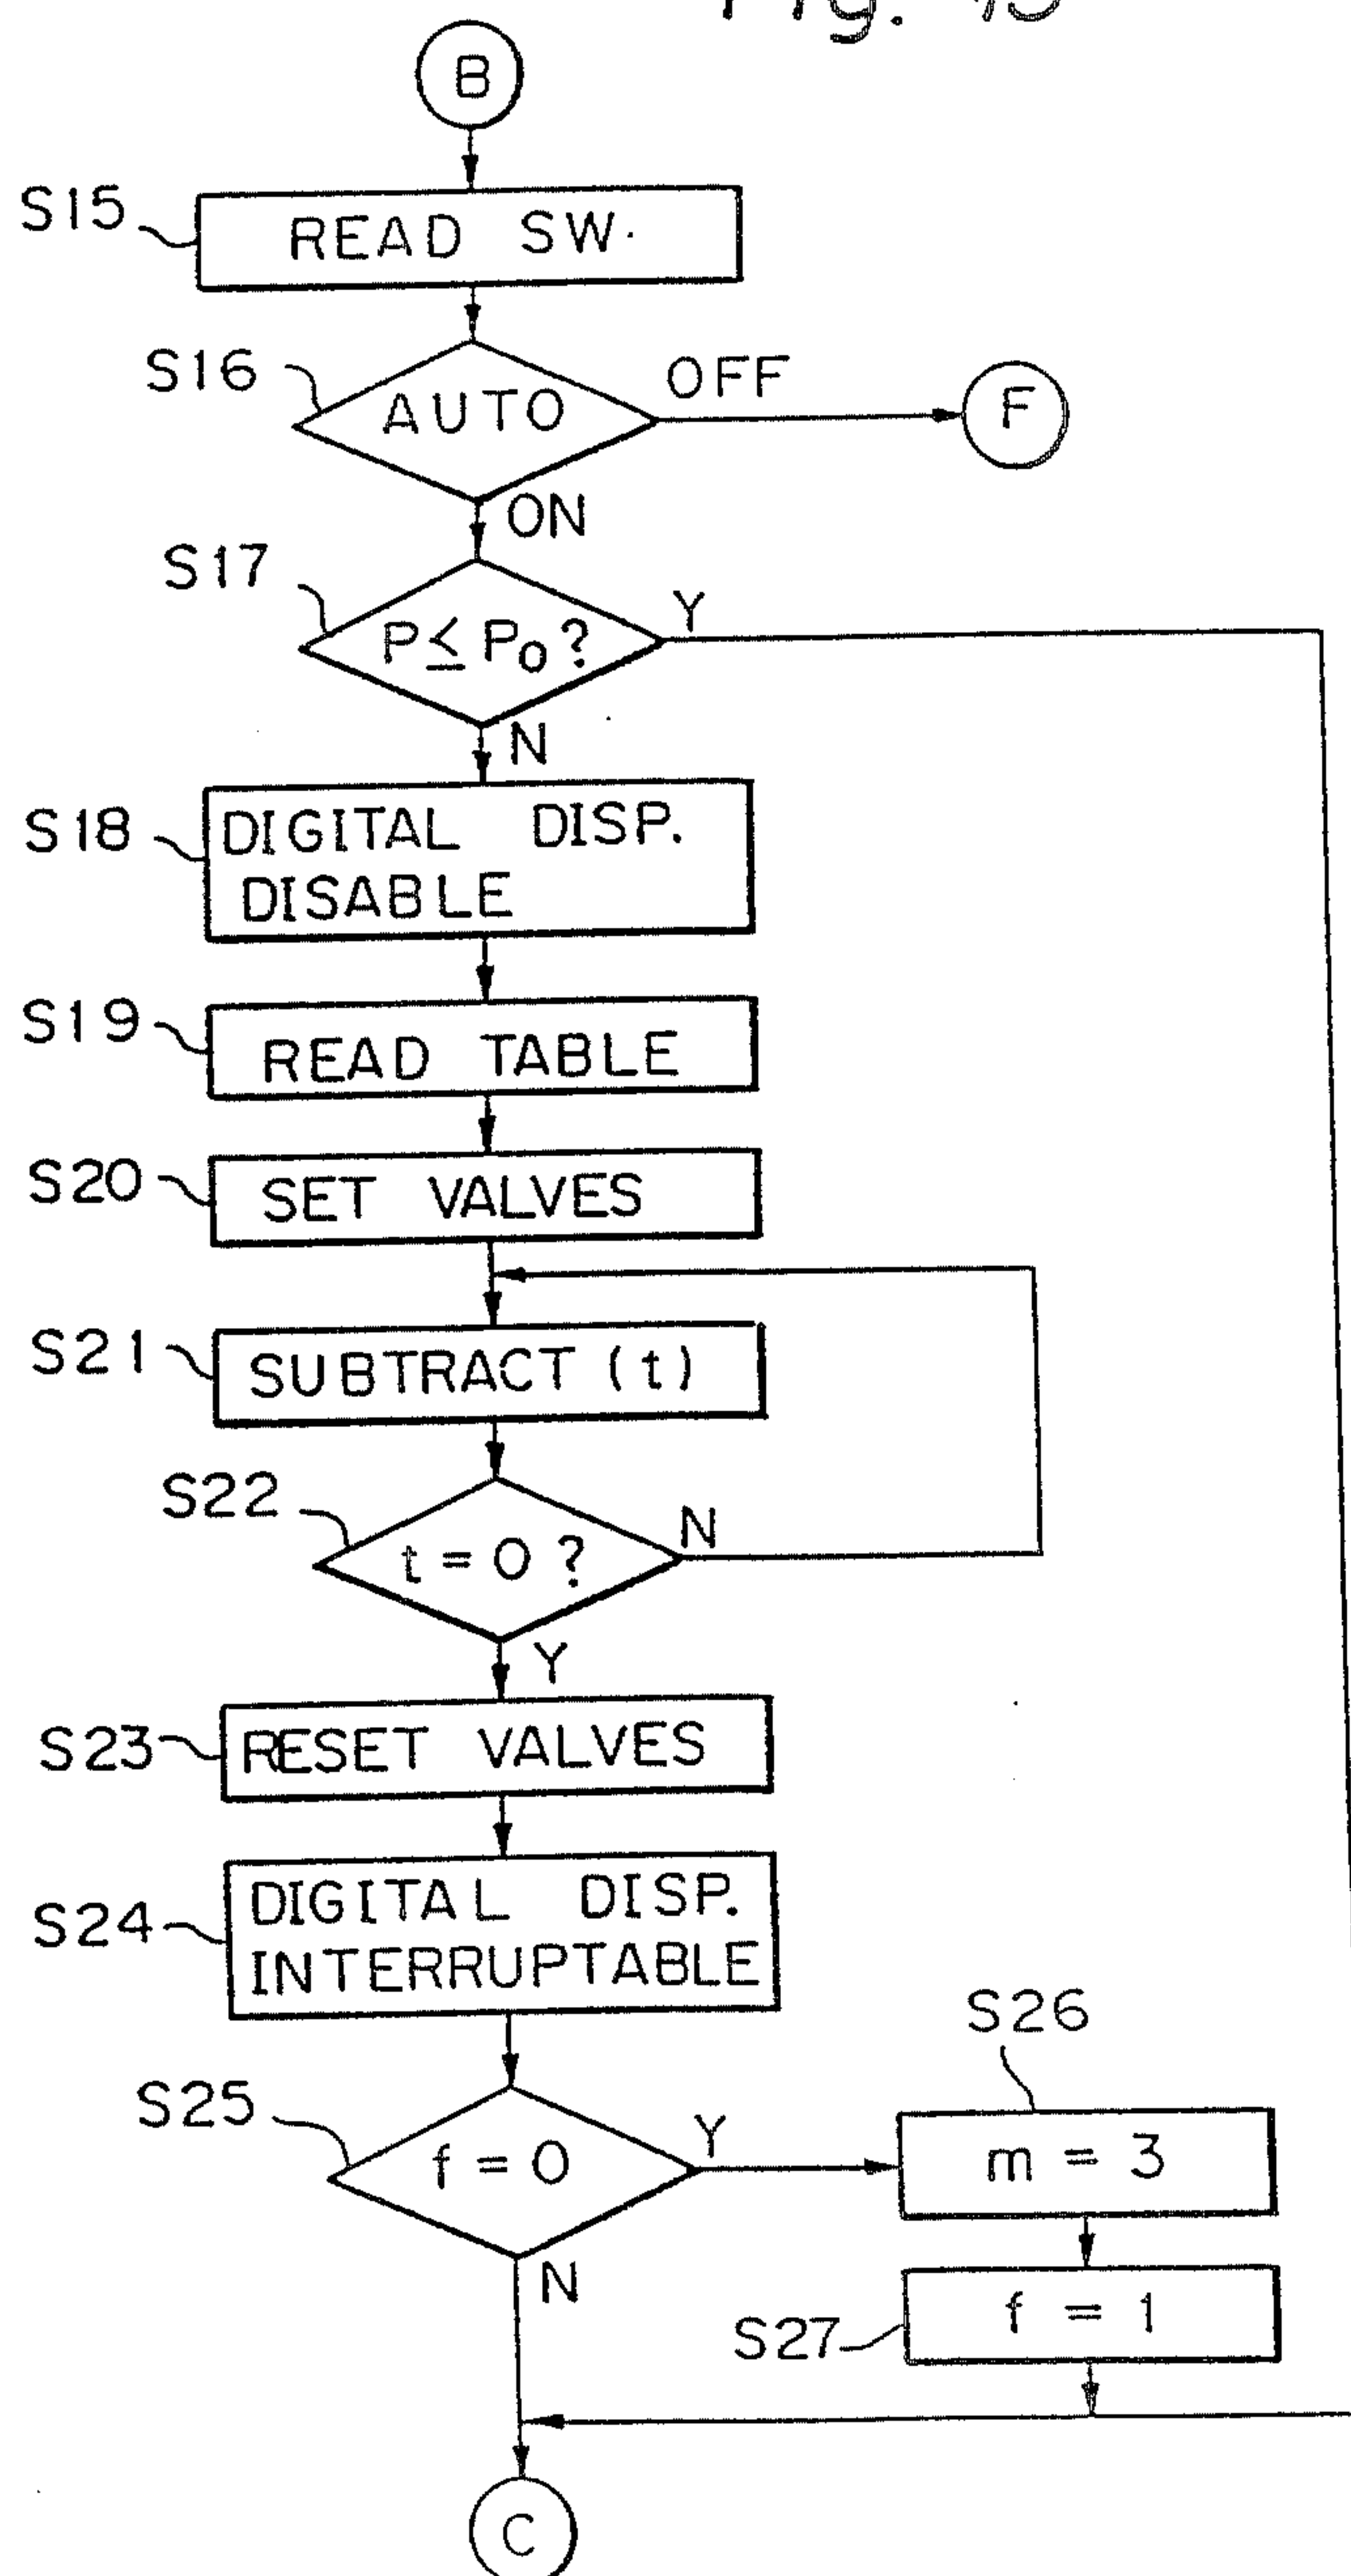 Fig.
B
S15
READ SW.
S16
AUTO
OFF
F
ON
S17
P ≤ P0 ?
Y
N
S18
DIGITAL DISP.
DISABLE
S19
READ TABLE
S20
SET VALVES
S21
SUBTRACT (t)
S22
t = 0 ?
N
Y
S23
RESET VALVES
S24
DIGITAL DISP.
INTERRUPTABLE
S25
f = 0
Y
S26
m = 3
N
S27
f = 1
C